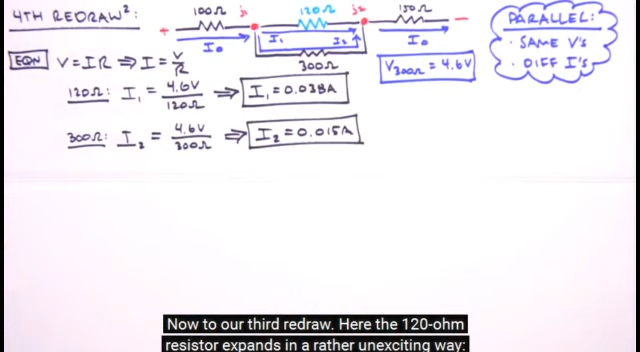 4TH REDRAW²:
100Ω j₁ 120Ω j₂ 150Ω
+ −
I₀ I₁ I₂ I₀
300Ω
V₃₀₀Ω = 4.6V
PARALLEL:
· SAME V'S
· DIFF I'S
EQN V = IR ⇒ I = V/R
120Ω: I₁ = 4.6V/120Ω ⇒ I₁ = 0.038A
300Ω: I₂ = 4.6V/300Ω ⇒ I₂ = 0.015A
Now to our third redraw. Here the 120-ohm
resistor expands in a rather unexciting way: